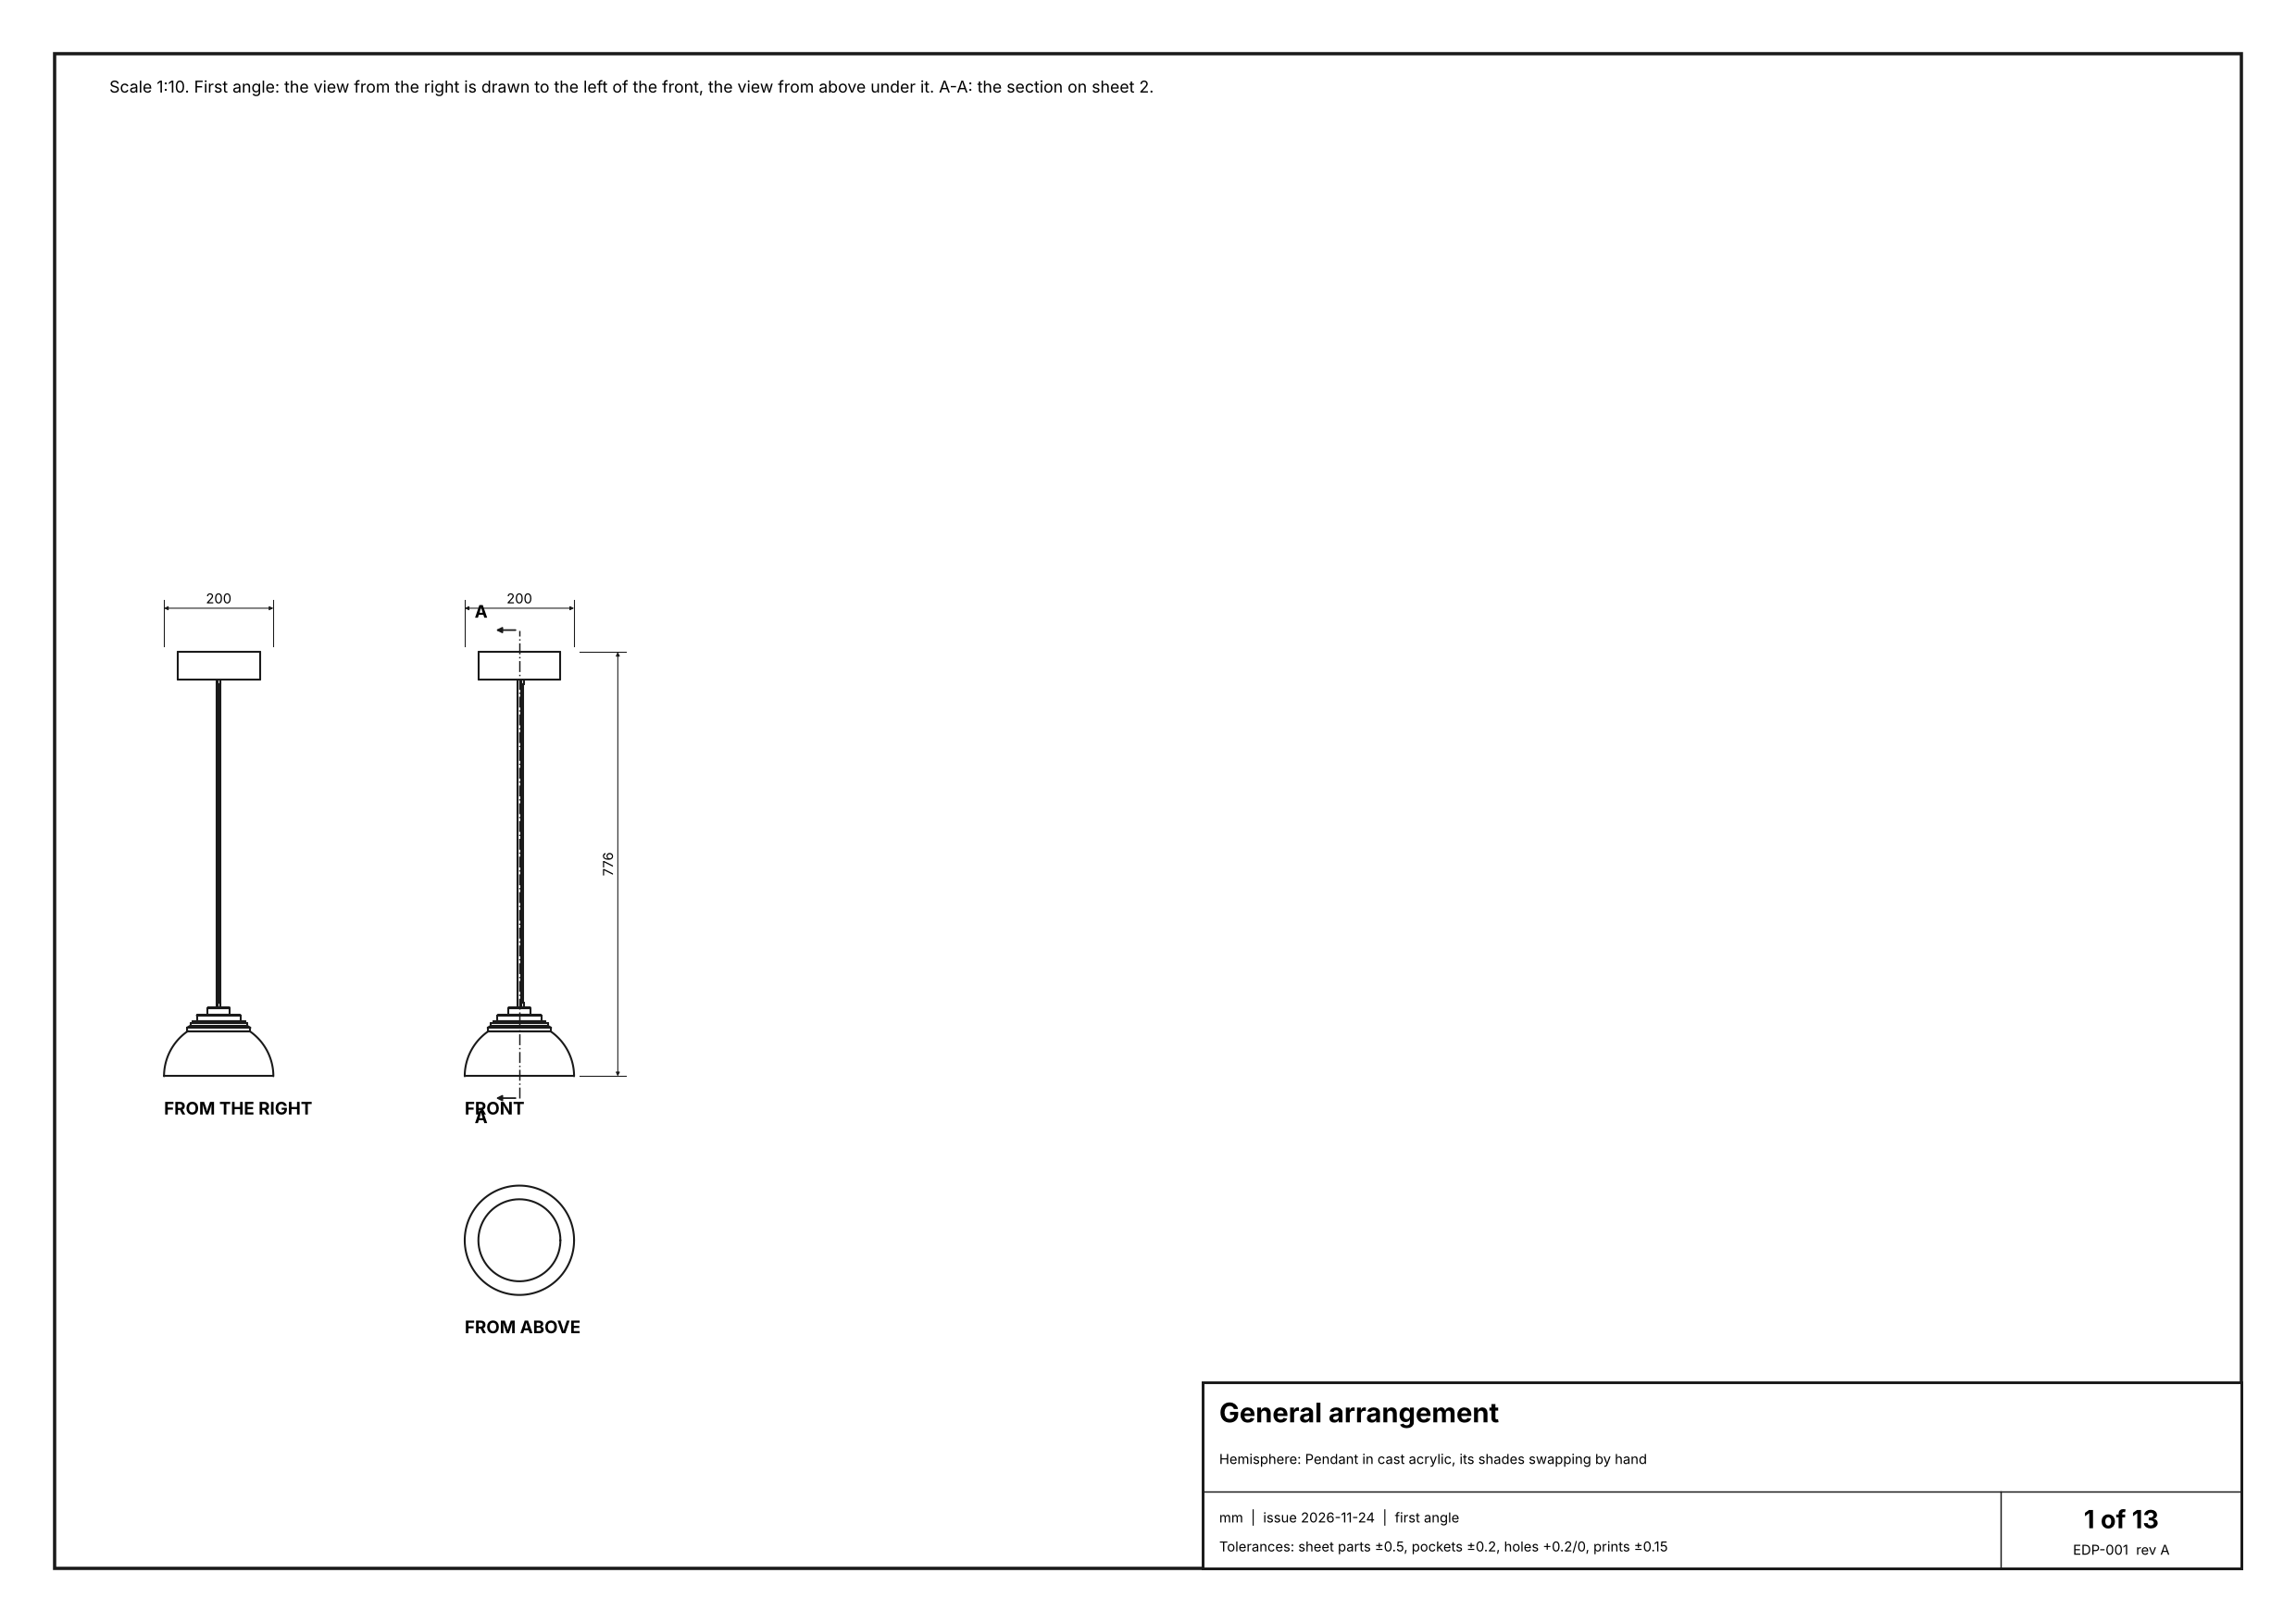 Scale 1:10. First angle: the view from the right is drawn to the left of the front, the view from above under it. A-A: the section on sheet 2.
200
200
A
776
FROM THE RIGHT
FRONT
A
FROM ABOVE
General arrangement
Hemisphere: Pendant in cast acrylic, its shades swapping by hand
mm | issue 2026-11-24 | first angle
Tolerances: sheet parts ±0.5, pockets ±0.2, holes +0.2/0, prints ±0.15
1 of 13
EDP-001 rev A